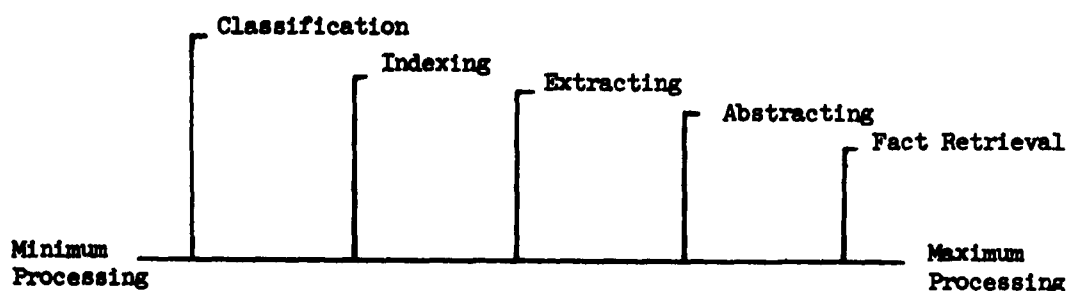 Classification
Indexing
Extracting
Abstracting
Fact Retrieval
Minimum
Processing
Maximum
Processing